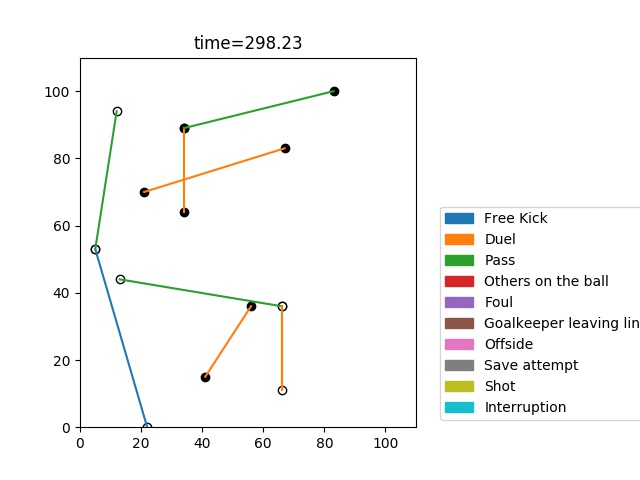 time=298.23
100
80
60
40
20
0
0 20 40 60 80 100
Free Kick
Duel
Pass
Others on the ball
Foul
Goalkeeper leaving lin
Offside
Save attempt
Shot
Interruption